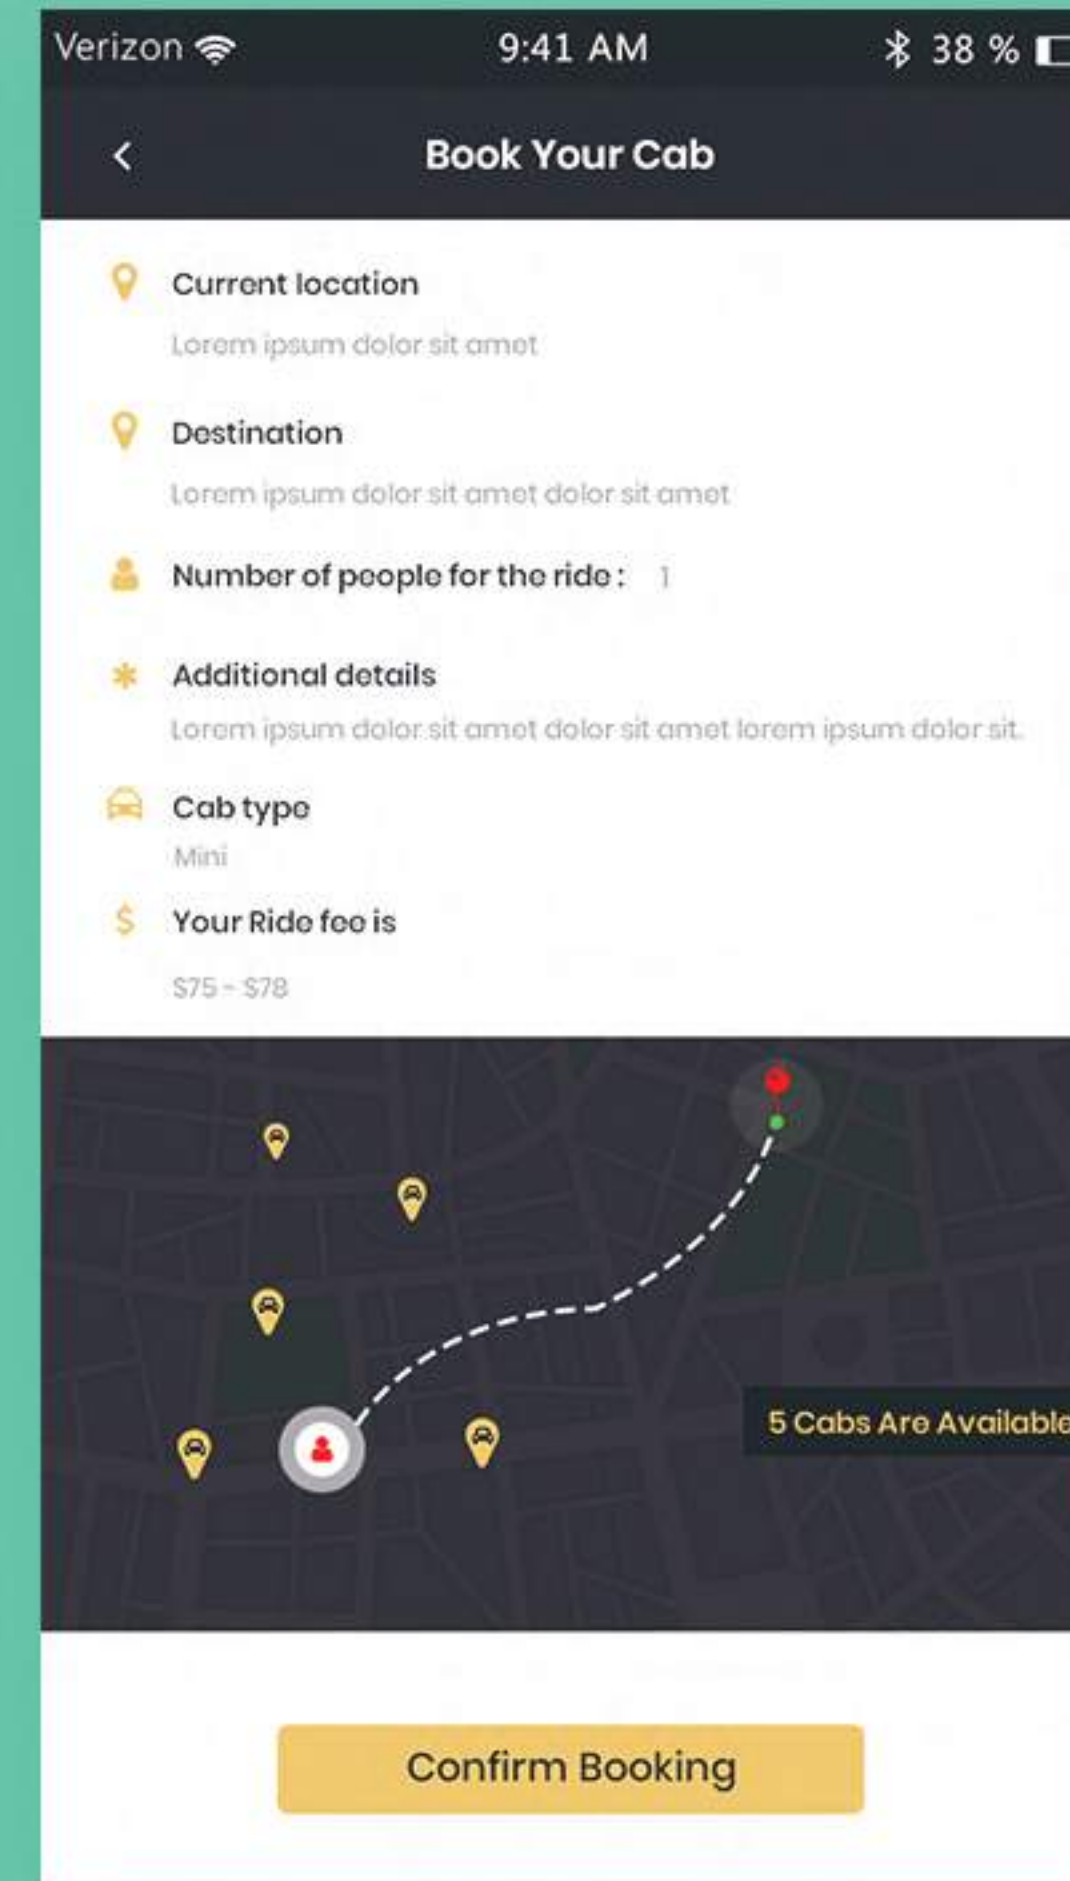 Verizon 9:41 AM 38 %
Book Your Cab
Current location
Lorem ipsum dolor sit amet
Destination
Lorem ipsum dolor sit amet dolor sit amet
Number of people for the ride : 1
Additional details
Lorem ipsum dolor sit amet dolor sit amet lorem ipsum dolor sit.
Cab type
Mini
$ Your Ride fee is
$75 - $78
5 Cabs Are Available
Confirm Booking